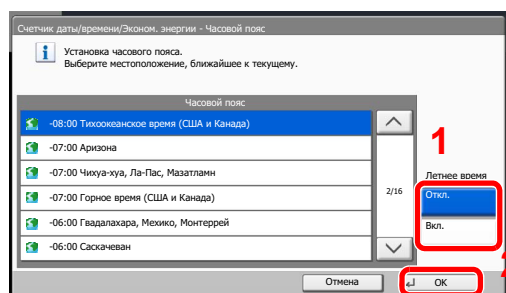 Счетчик даты/времени/Эконом. энергии - Часовой пояс
Установка часового пояса.
Выберите местоположение, ближайшее к текущему.
Часовой пояс
-08:00 Тихоокеанское время (США и Канада)
-07:00 Аризона
-07:00 Чихуа-хуа, Ла-Пас, Мазатламн
-07:00 Горное время (США и Канада)
-06:00 Гвадалахара, Мехико, Монтеррей
-06:00 Саскачеван
2/16
1
Летнее время
Откл.
Вкл.
Отмена
OK
2